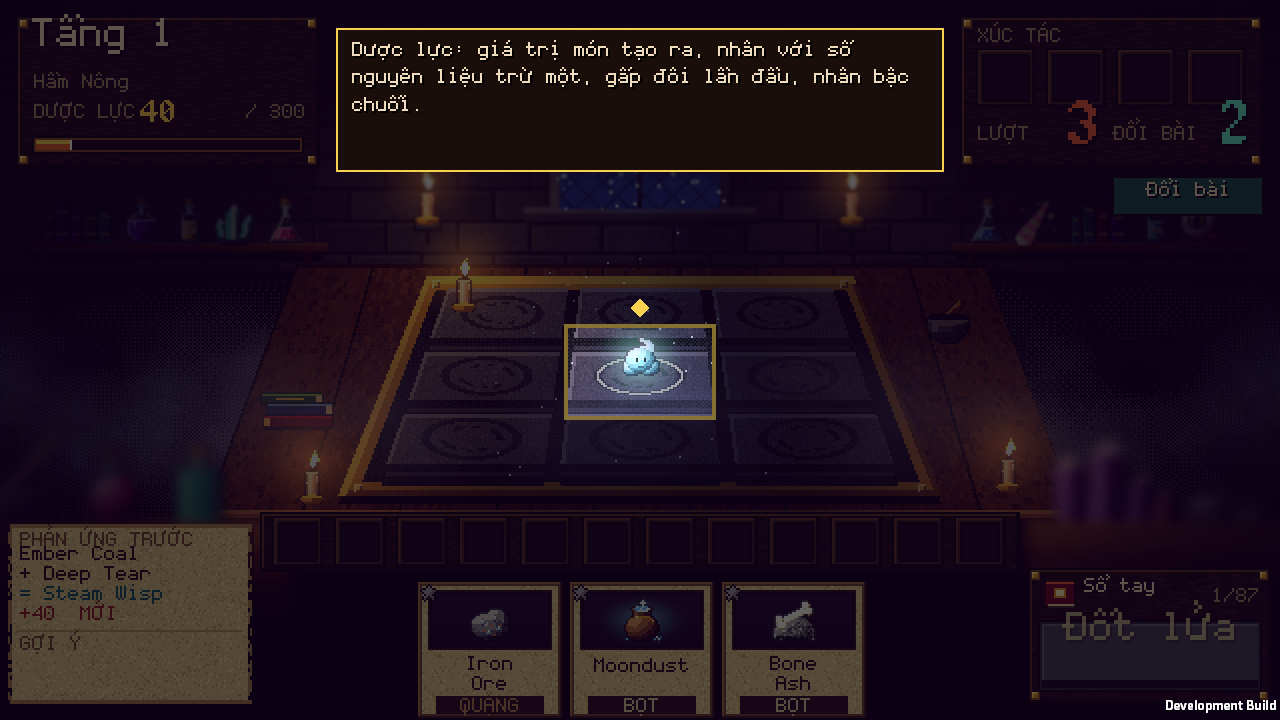 Tầng 1
Hầm Nông
DƯỢC LỰC 40 / 300
Dược lực: giá trị món tạo ra, nhân với số
nguyên liệu trừ một, gấp đôi lần đầu, nhân bậc
chuỗi.
XÚC TÁC
LƯỢT 3 ĐỔI BÀI 2
Đổi bài
PHẢN ỨNG TRƯỚC
Ember Coal
+ Deep Tear
= Steam Wisp
+40 MỚI
GỢI Ý
Iron
Ore
QUẶNG
Moondust
BỘT
Bone
Ash
BỘT
Sổ tay
1/87
Đốt lửa
Development Build